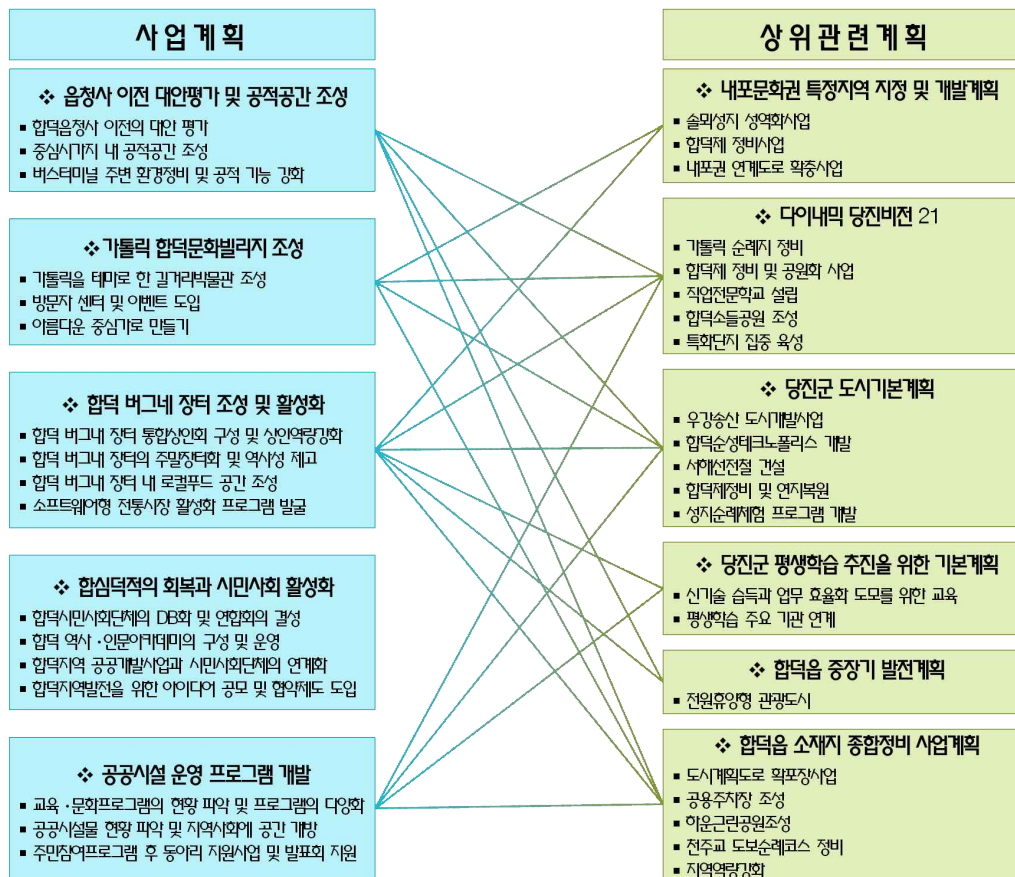 사업계획
❖ 읍청사 이전 대안평가 및 공적공간 조성
▪ 합덕읍청사 이전의 대안 평가
▪ 중심시가지 내 공적공간 조성
▪ 버스터미널 주변 환경정비 및 공적 기능 강화
❖가톨릭 합덕문화빌리지 조성
▪ 가톨릭을 테마로 한 길거리박물관 조성
▪ 방문자 센터 및 이벤트 도입
▪ 아름다운 중심가로 만들기
❖ 합덕 버그네 장터 조성 및 활성화
▪ 합덕 버그내 장터 통합상인회 구성 및 상인역량강화
▪ 합덕 버그내 장터의 주말장터화 및 역사성 제고
▪ 합덕 버그내 장터 내 로컬푸드 공간 조성
▪ 소프트웨어형 전통시장 활성화 프로그램 발굴
❖ 합심덕적의 회복과 시민사회 활성화
▪ 합덕시민사회단체의 DB화 및 연합회의 결성
▪ 합덕 역사 ·인문아카데미의 구성 및 운영
▪ 합덕지역 공공개발사업과 시민사회단체의 연계화
▪ 합덕지역발전을 위한 아이디어 공모 및 협약제도 도입
❖ 공공시설 운영 프로그램 개발
▪ 교육 ·문화프로그램의 현황 파악 및 프로그램의 다양화
▪ 공공시설물 현황 파악 및 지역사회에 공간 개방
▪ 주민참여프로그램 후 동아리 지원사업 및 발표회 지원
상위관련계획
❖ 내포문화권 특정지역 지정 및 개발계획
▪ 솔뫼성지 성역화사업
▪ 합덕제 정비사업
▪ 내포권 연계도로 확충사업
❖ 다이내믹 당진비전 21
▪ 가톨릭 순례지 정비
▪ 합덕제 정비 및 공원화 사업
▪ 직업전문학교 설립
▪ 합덕소들공원 조성
▪ 특화단지 집중 육성
❖ 당진군 도시기본계획
▪ 우강송산 도시개발사업
▪ 합덕순성테크노폴리스 개발
▪ 서해선전철 건설
▪ 합덕제정비 및 연지복원
▪ 성지순례체험 프로그램 개발
❖ 당진군 평생학습 추진을 위한 기본계획
▪ 신기술 습득과 업무 효율화 도모를 위한 교육
▪ 평생학습 주요 기관 연계
❖ 합덕읍 중장기 발전계획
▪ 전원휴양형 관광도시
❖ 합덕읍 소재지 종합정비 사업계획
▪ 도시계획도로 확포장사업
▪ 공용주차장 조성
▪ 하운근린공원조성
▪ 천주교 도보순례코스 정비
▪ 지역역량강화